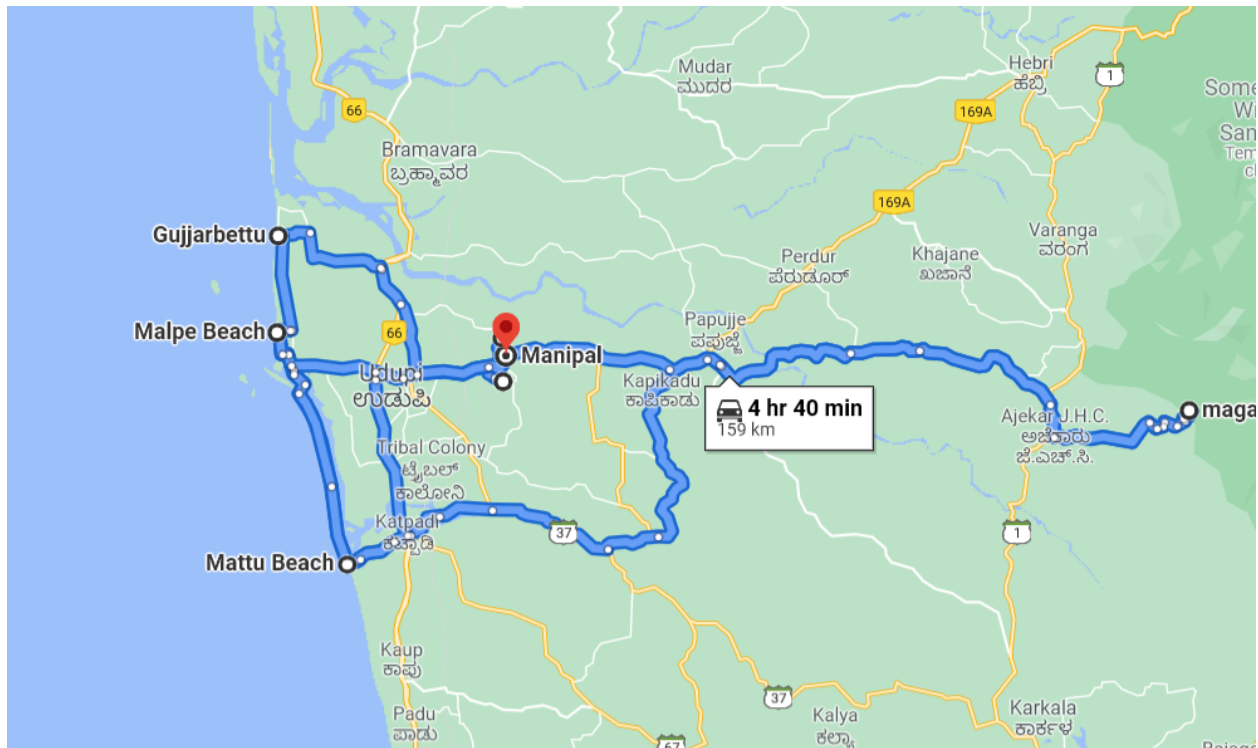 Mudar
ಮುದರ
Hebri
ಹೆಬ್ರಿ
1
66
169A
Bramavara
ಬ್ರಹ್ಮಾವರ
169A
Gujjarbettu
Varanga
ವರಂಗ
Perdur
ಪೆರುಡೂರ್
Khajane
ಖಜಾನೆ
Malpe Beach
66
Papujje
ಪಪುಜ್ಜೆ
Manipal
Udupi
ಉಡುಪಿ
Kapikadu
ಕಾಪಿಕಾಡು
4 hr 40 min
159 km
Ajekar J.H.C.
ಅಜೆಕಾರು
ಜೆ.ಎಚ್.ಸಿ.
maga
Tribal Colony
ಟ್ರೈಬಲ್
ಕಾಲೋನಿ
Katpadi
ಕಟ್ಪಾಡಿ
37
1
Mattu Beach
Kaup
ಕಾಪು
37
Padu
ಪಾಡು
Kalya
ಕಲ್ಯಾ
Karkala
ಕಾರ್ಕಳ
67